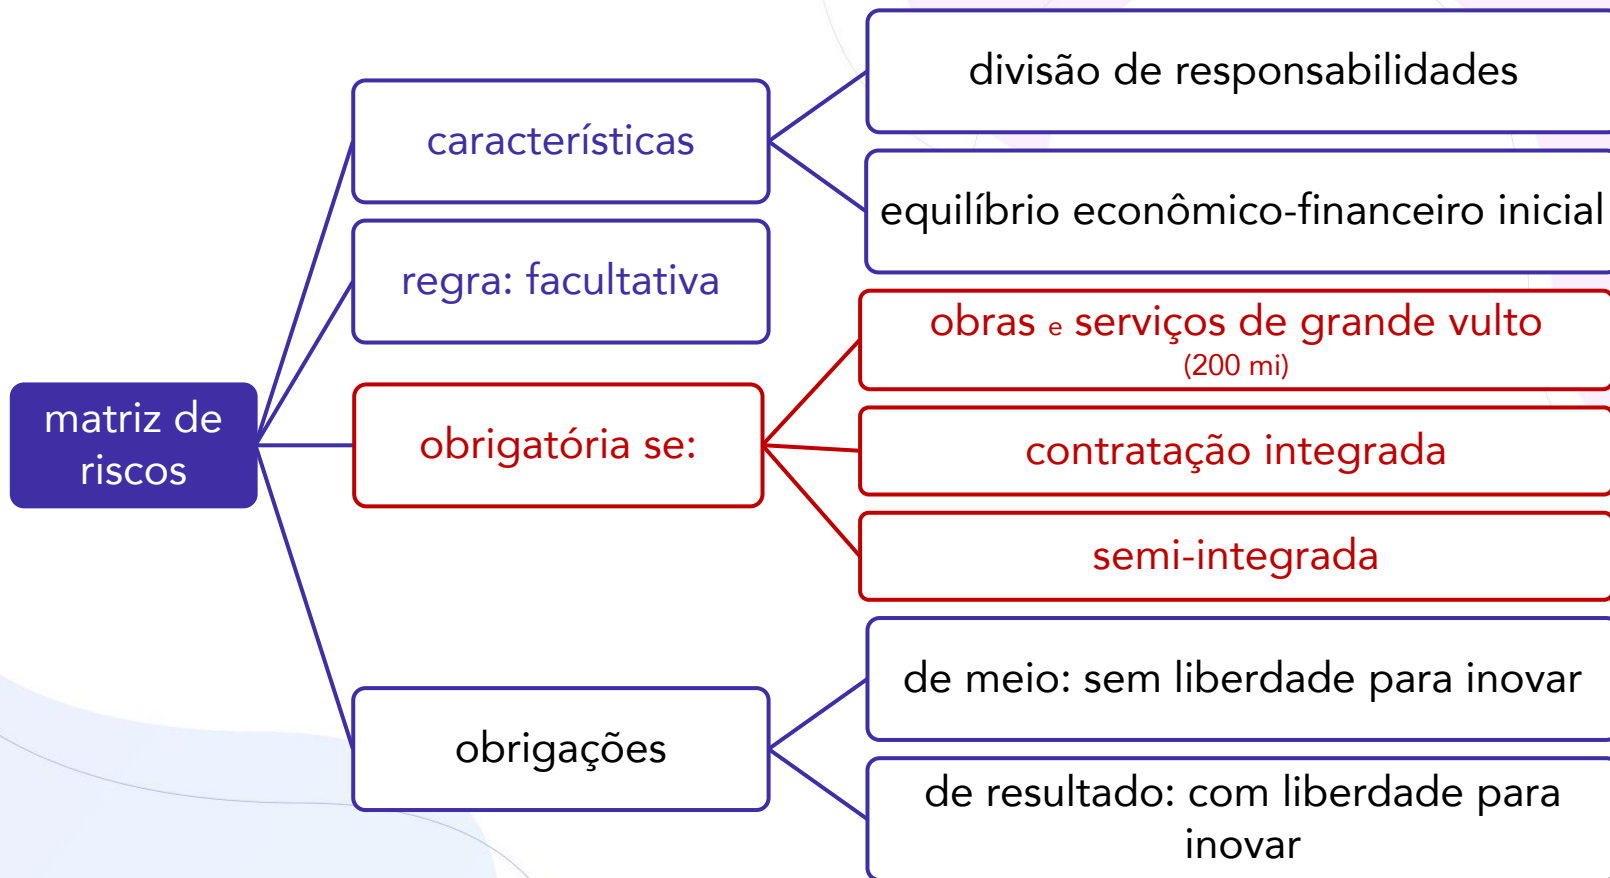 matriz de
riscos
características
divisão de responsabilidades
equilíbrio econômico-financeiro inicial
regra: facultativa
obrigatória se:
obras e serviços de grande vulto
(200 mi)
contratação integrada
semi-integrada
obrigações
de meio: sem liberdade para inovar
de resultado: com liberdade para
inovar